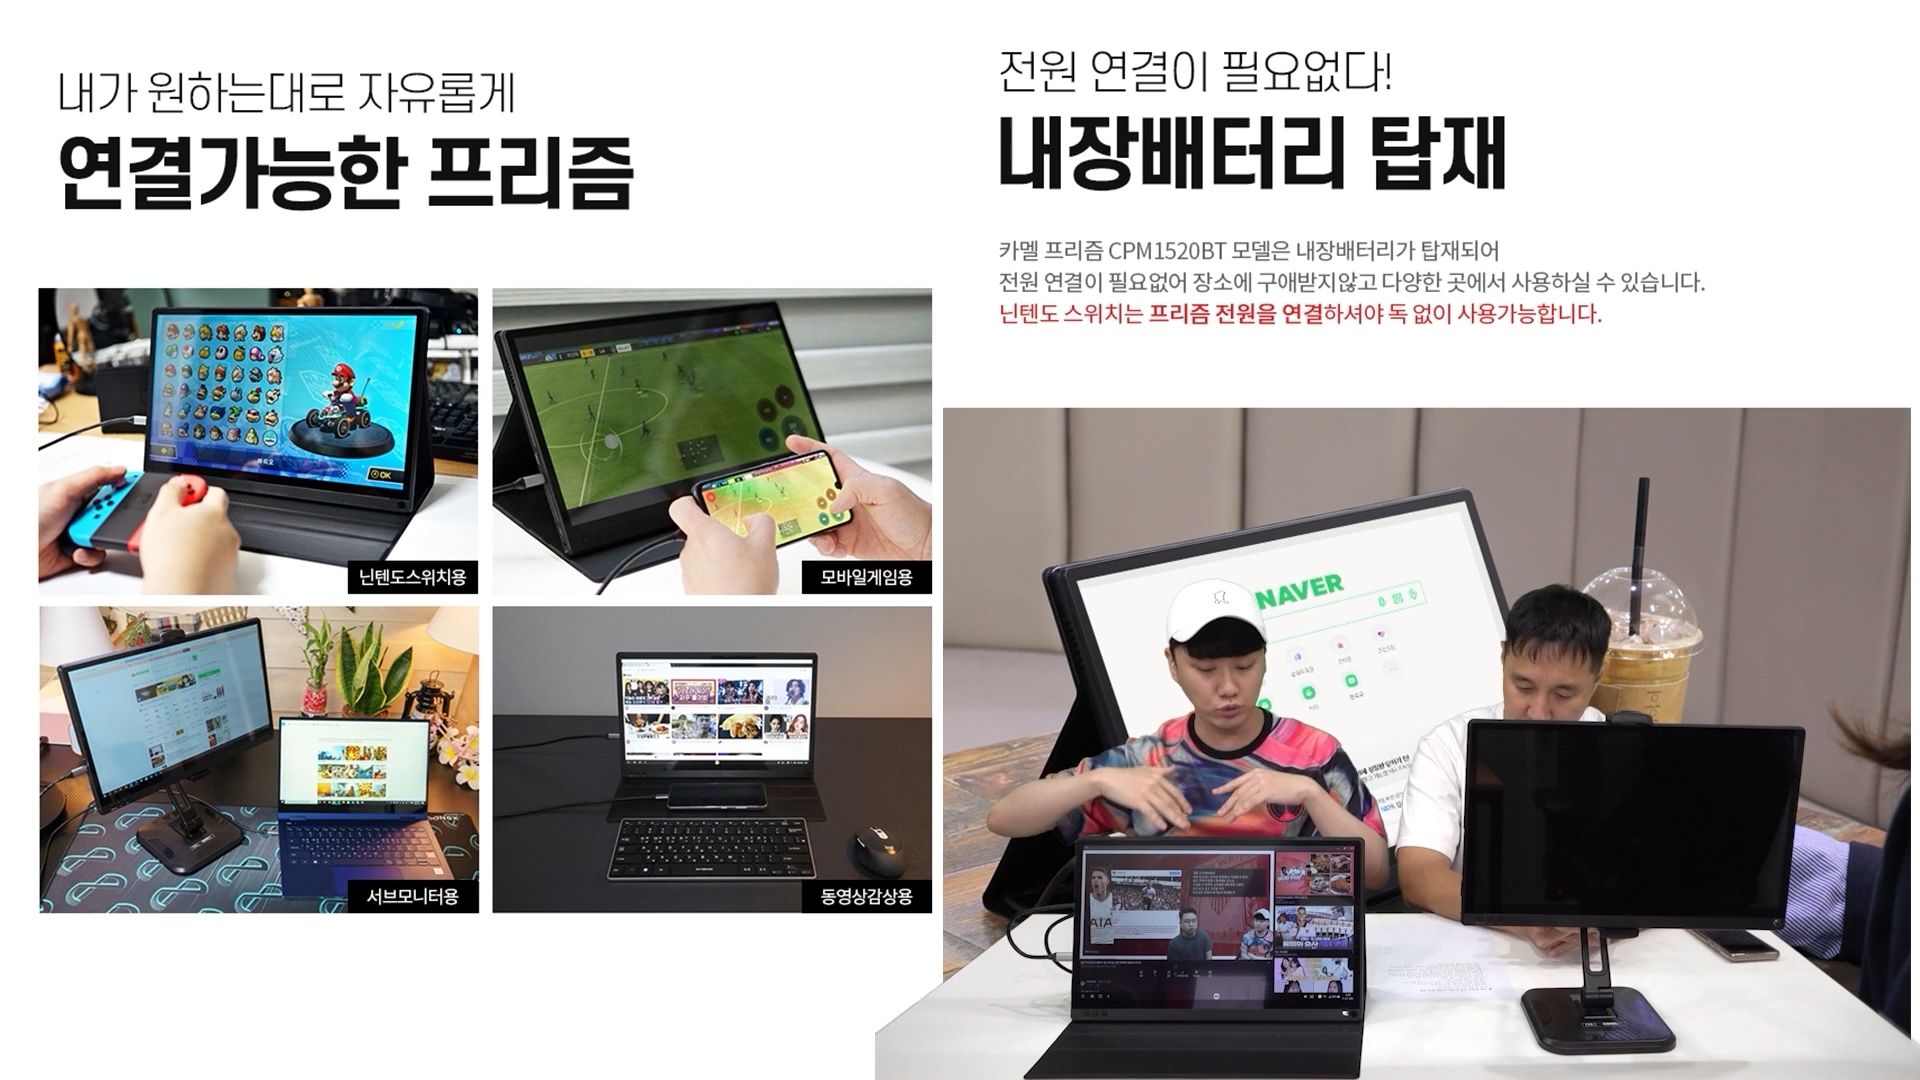 내가 원하는대로 자유롭게
연결가능한 프리즘
닌텐도스위치용
모바일게임용
서브모니터용
동영상감상용
전원 연결이 필요없다!
내장배터리 탑재
카멜 프리즘 CPM1520BT 모델은 내장배터리가 탑재되어
전원 연결이 필요없어 장소에 구애받지않고 다양한 곳에서 사용하실 수 있습니다.
닌텐도 스위치는 프리즘 전원을 연결하셔야 독 없이 사용가능합니다.
마리오
OK
NAVER
AIA